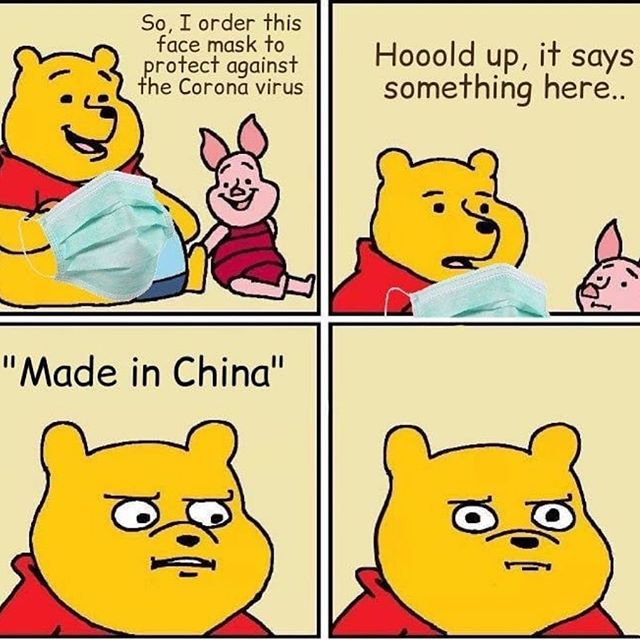 So, I order this
face mask to
protect against
the Corona virus
Hooold up, it says
something here..
"Made in China"